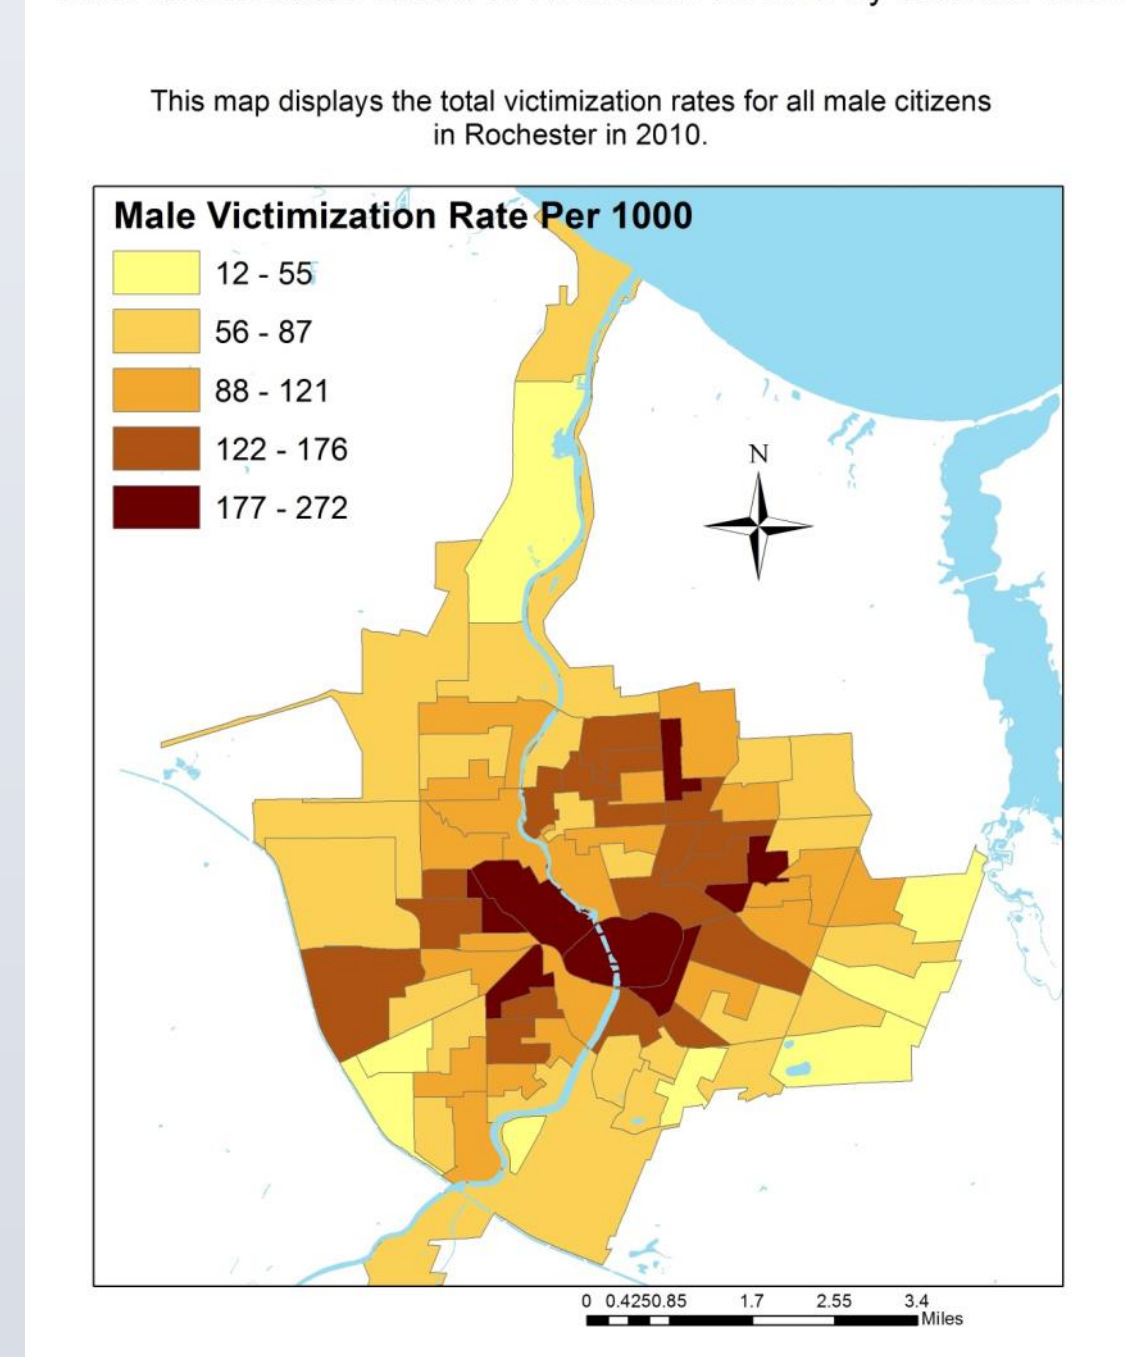 This map displays the total victimization rates for all male citizens
in Rochester in 2010.
Male Victimization Rate Per 1000
12 - 55
56 - 87
88 - 121
122 - 176
177 - 272
N
0 0.425 0.85 1.7 2.55 3.4
Miles